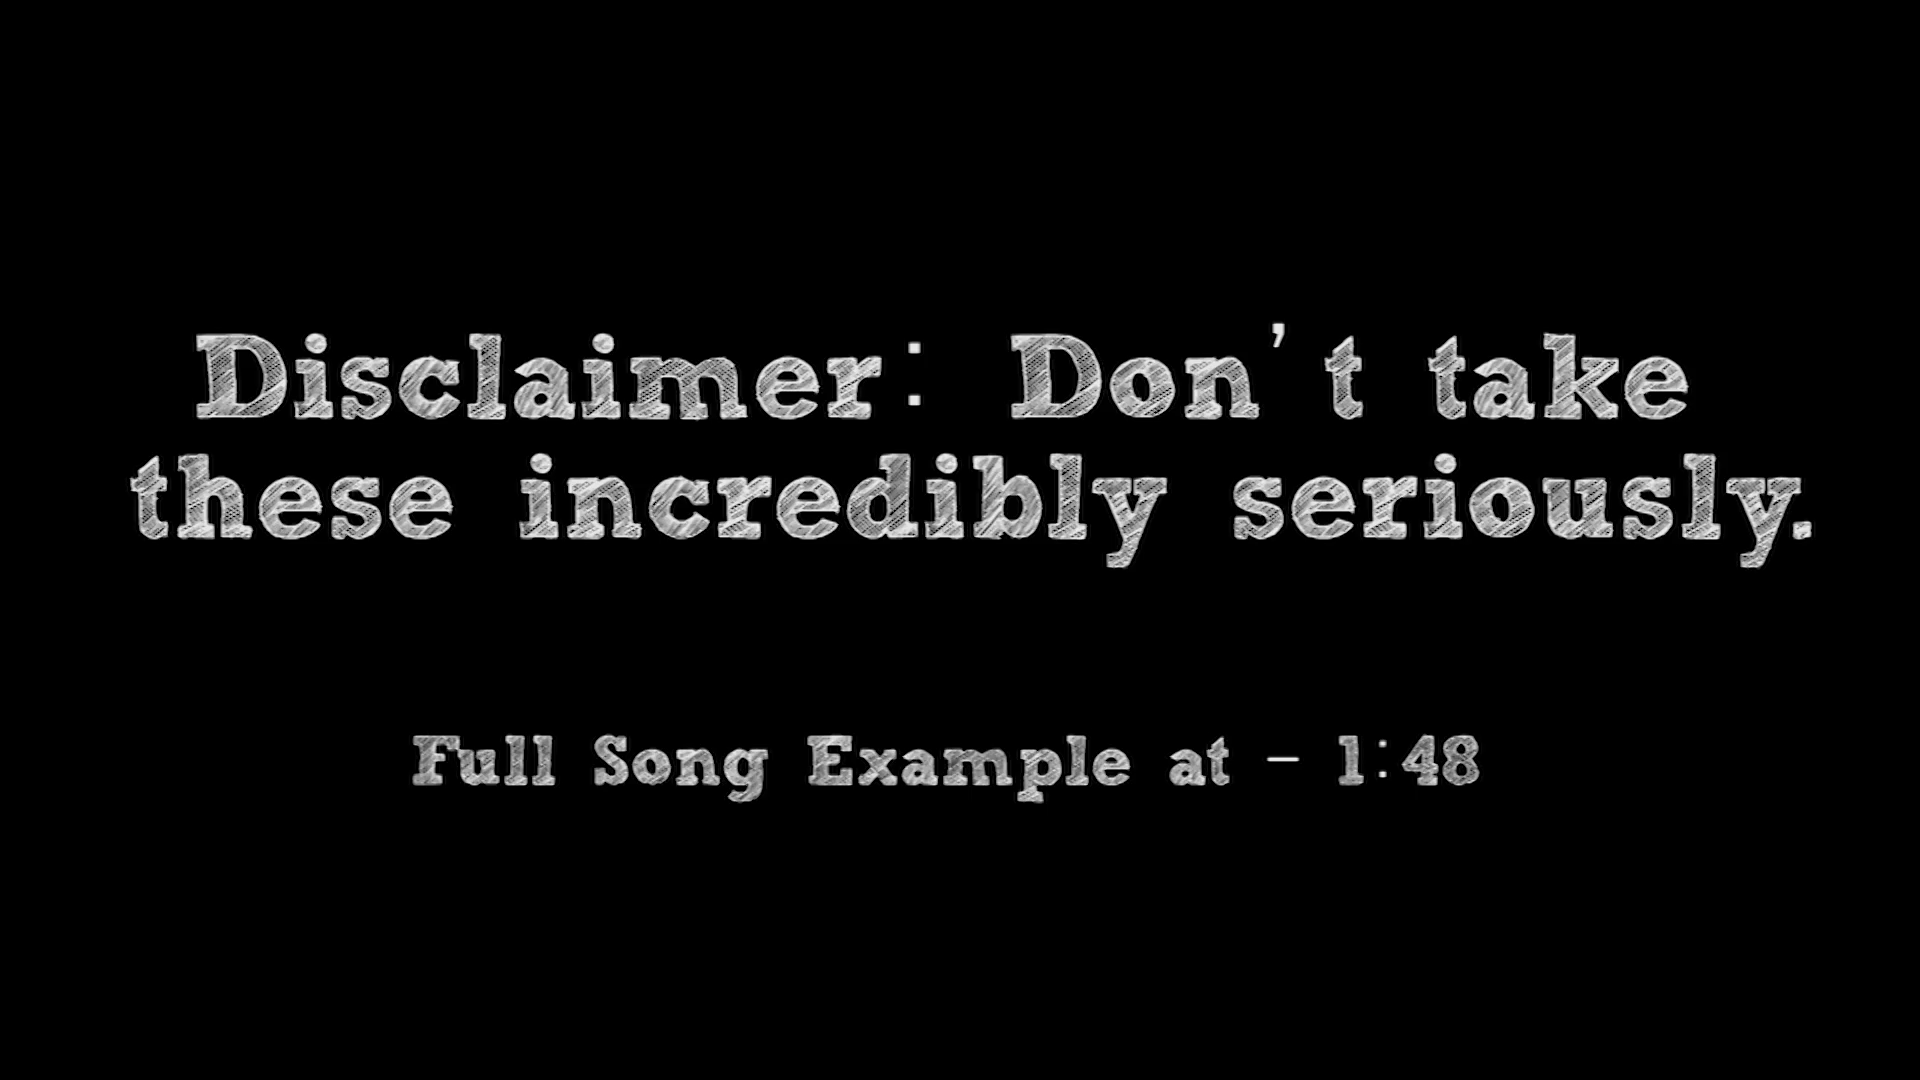 Disclaimer: Don't take
these incredibly seriously.
Full Song Example at - 1:48